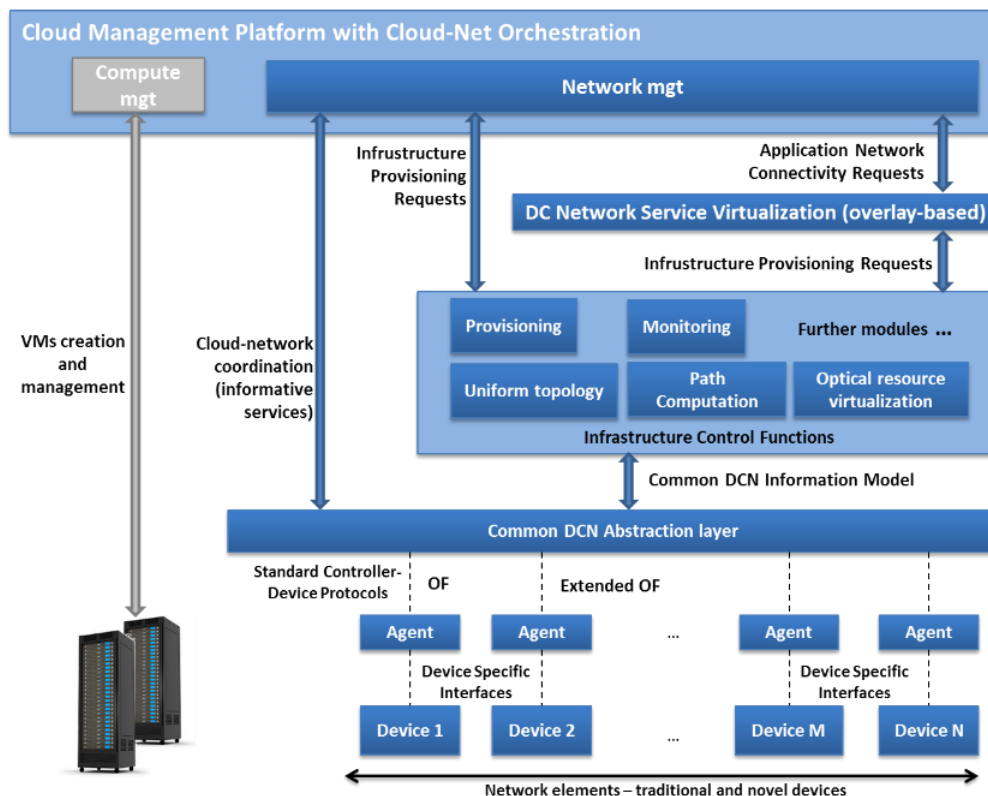 Cloud Management Platform with Cloud-Net Orchestration
Compute
mgt
Network mgt
Infrustructure
Provisioning
Requests
Application Network
Connectivity Requests
DC Network Service Virtualization (overlay-based)
Infrustructure Provisioning Requests
Provisioning
Monitoring
Further modules ...
VMs creation
and
management
Cloud-network
coordination
(informative
services)
Uniform topology
Path
Computation
Optical resource
virtualization
Infrastructure Control Functions
Common DCN Information Model
Common DCN Abstraction layer
Standard Controller-
Device Protocols
OF
Extended OF
Agent
Agent
...
Agent
Agent
Device Specific
Interfaces
Device Specific
Interfaces
Device 1
Device 2
...
Device M
Device N
Network elements – traditional and novel devices